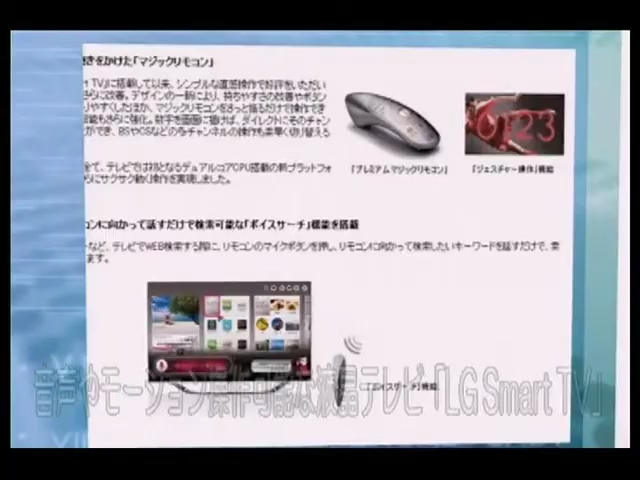 きをかけた「マジックリモコン」
TV」に搭載して以来、シンプルな直感操作で好評をいただい
さらに改善。デザインの一新により、持ちやすさの改善やボタン
りやすくしたほか、マジックリモコンをさっと振るだけで操作でき
能もさらに強化。数字を画面に描けば、ダイレクトにそのチャン
ができ、BSやCSなどの多チャンネルの操作も素早く切り替える
全て、テレビでは初となるデュアルコアCPU搭載の新プラットフォ
らにサクサク動く操作を実現しました。
6123
「プレミアムマジックリモコン」
「ジェスチャー操作」機能
コンに向かって話すだけで検索可能な「ボイスサーチ」機能を搭載
など、テレビでWEB検索する際に、リモコンのマイクボタンを押し、リモコンに向かって検索したいキーワードを話すだけで、索
ます。
「ボイスサーチ」機能
音声やモーション操作可能な液晶テレビ「LG Smart TV」